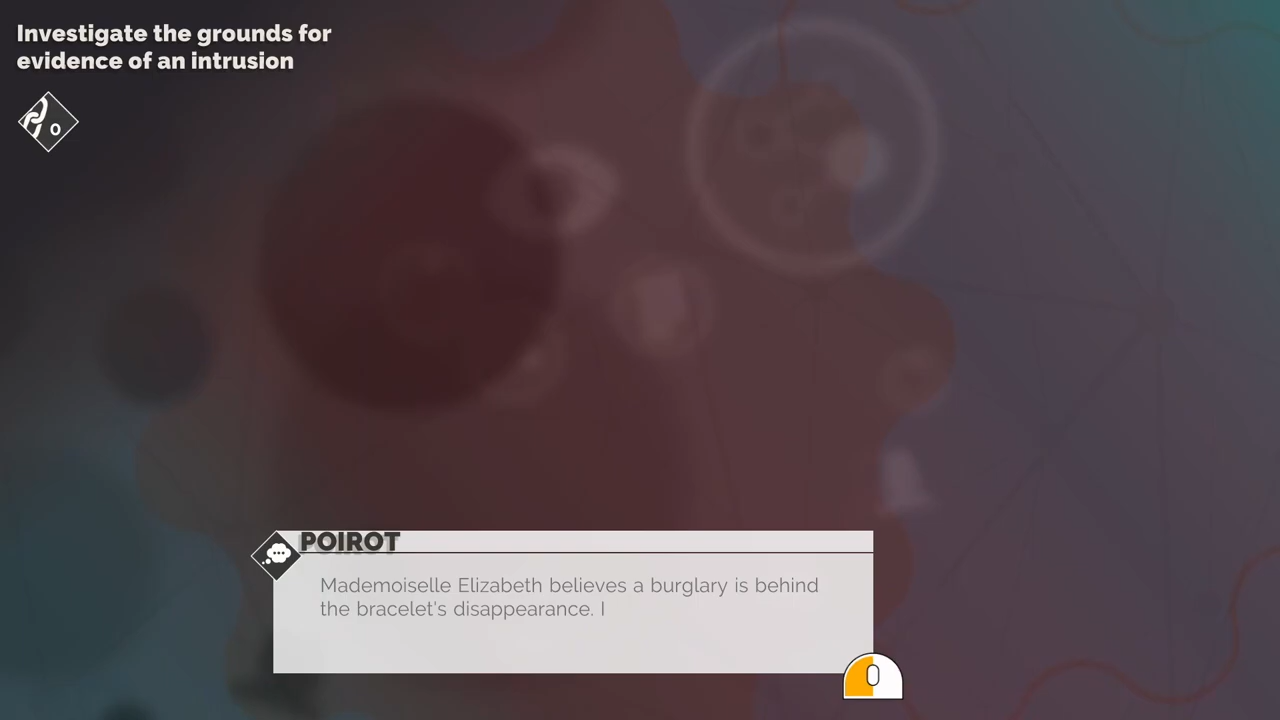 Investigate the grounds for
evidence of an intrusion
0
POIROT
Mademoiselle Elizabeth believes a burglary is behind
the bracelet's disappearance. I